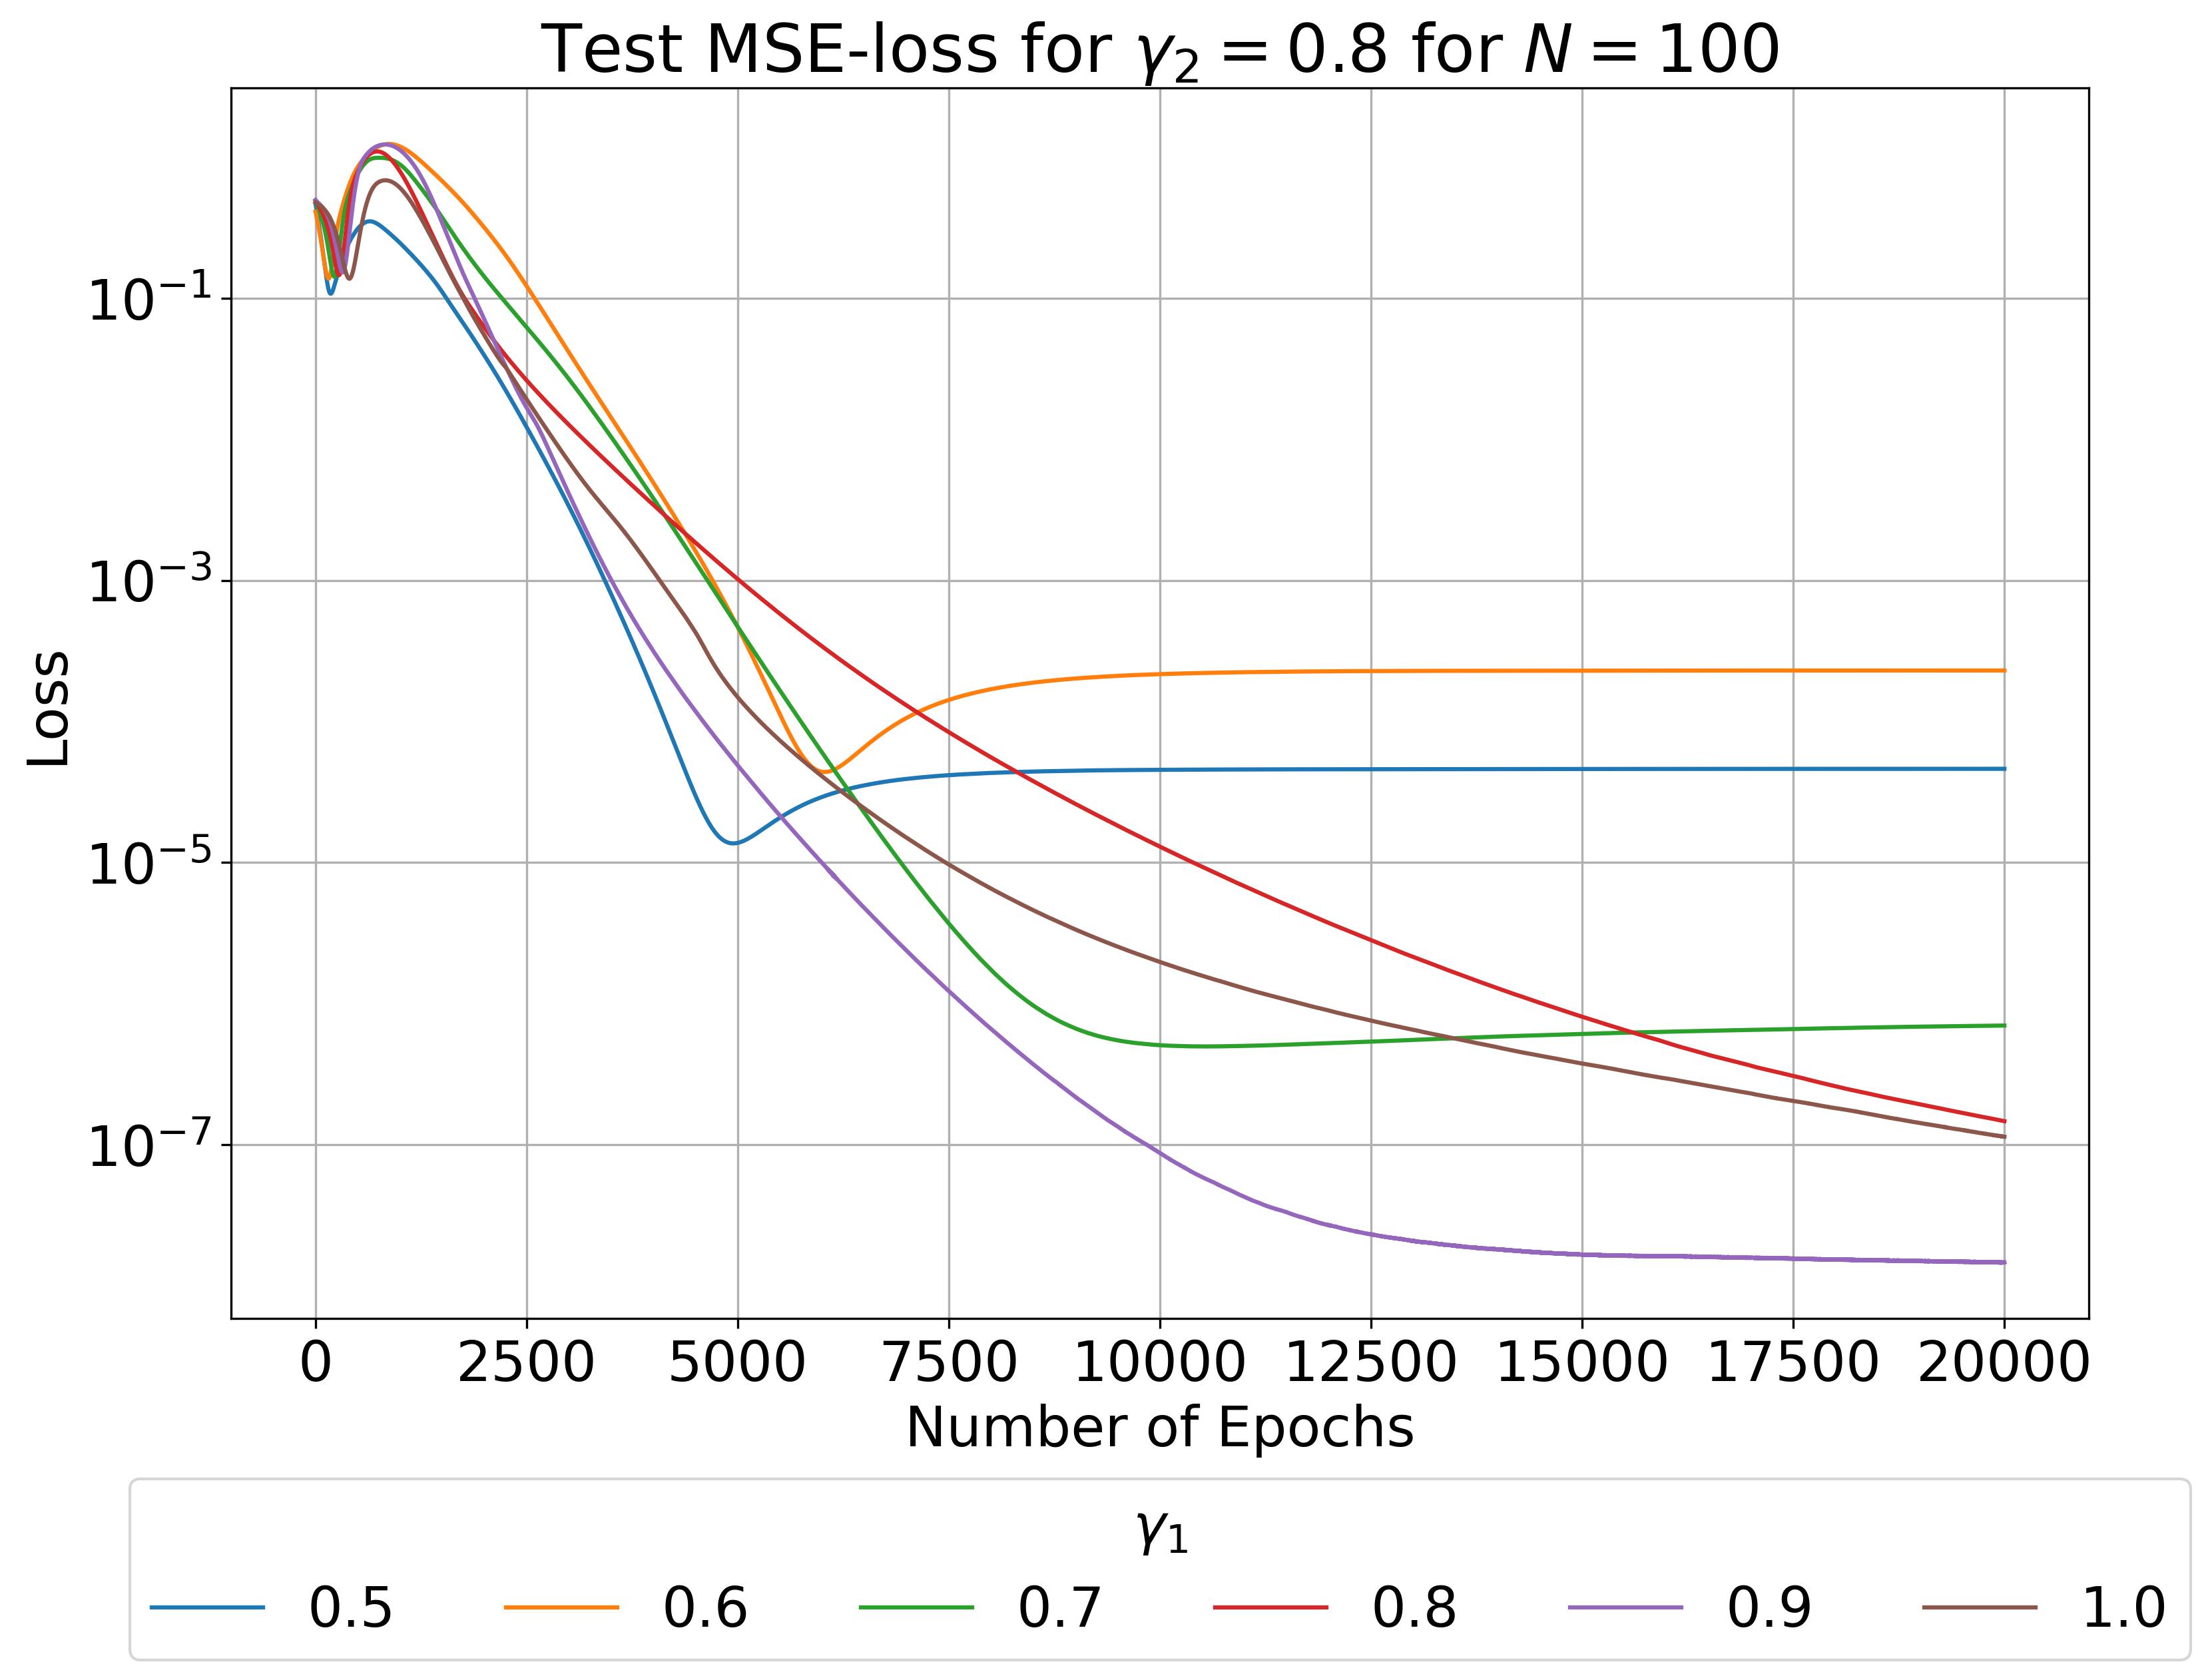 Test MSE-loss for γ₂ = 0.8 for N = 100
Loss
10⁻¹
10⁻³
10⁻⁵
10⁻⁷
0 2500 5000 7500 10000 12500 15000 17500 20000
Number of Epochs
γ₁
0.5 0.6 0.7 0.8 0.9 1.0